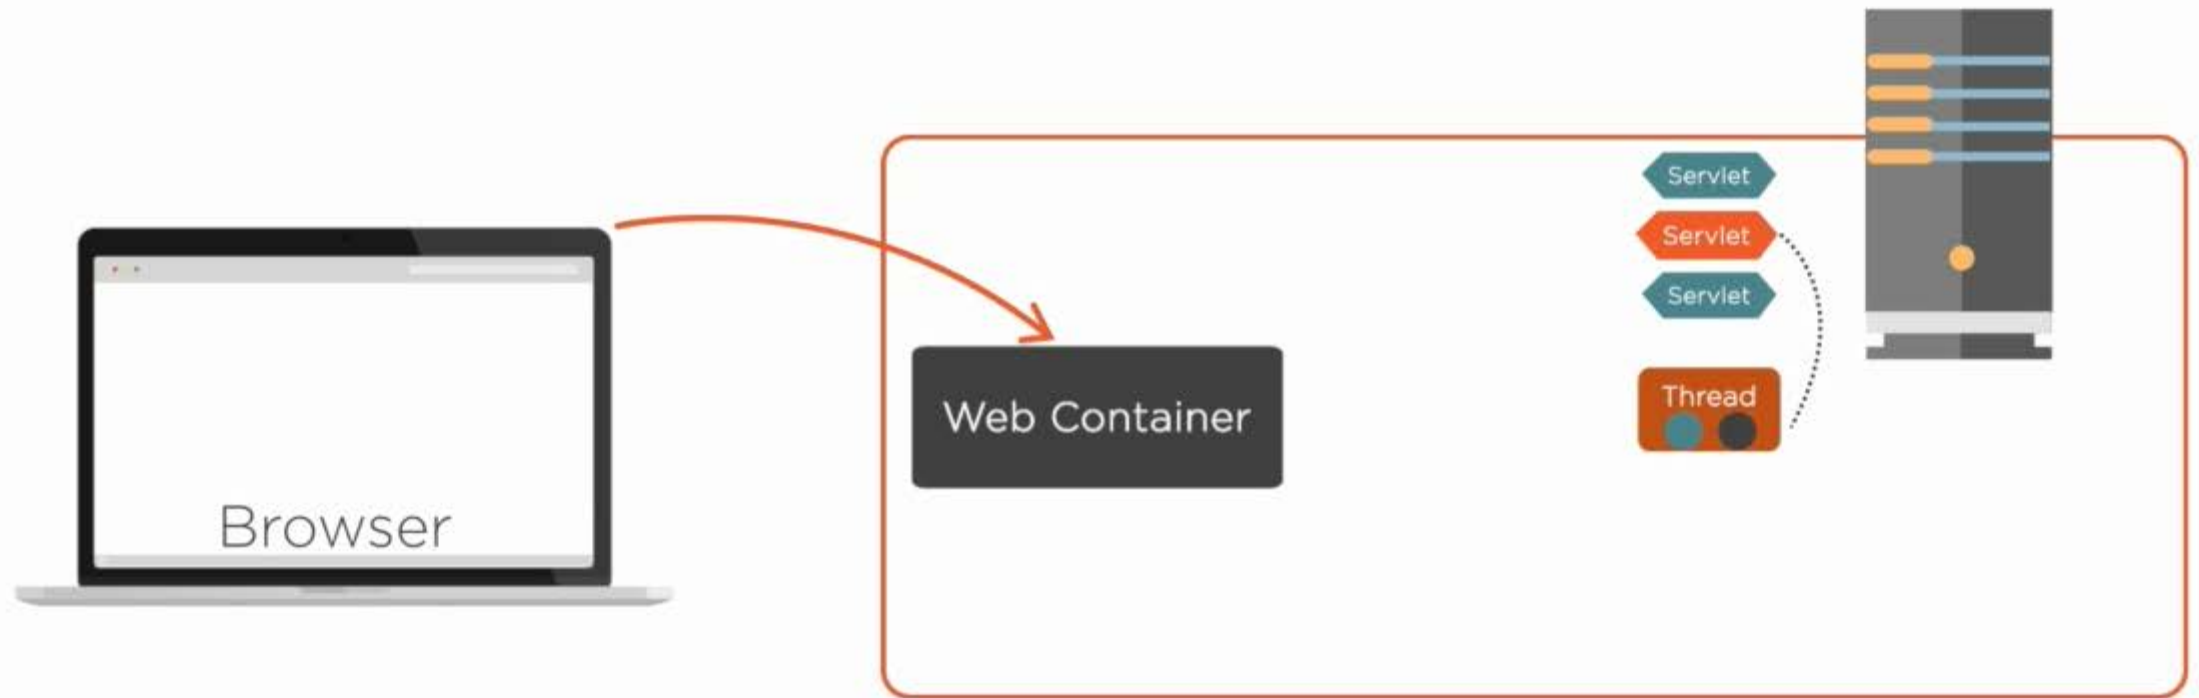 Servlet
Servlet
Servlet
Thread
Web Container
Browser